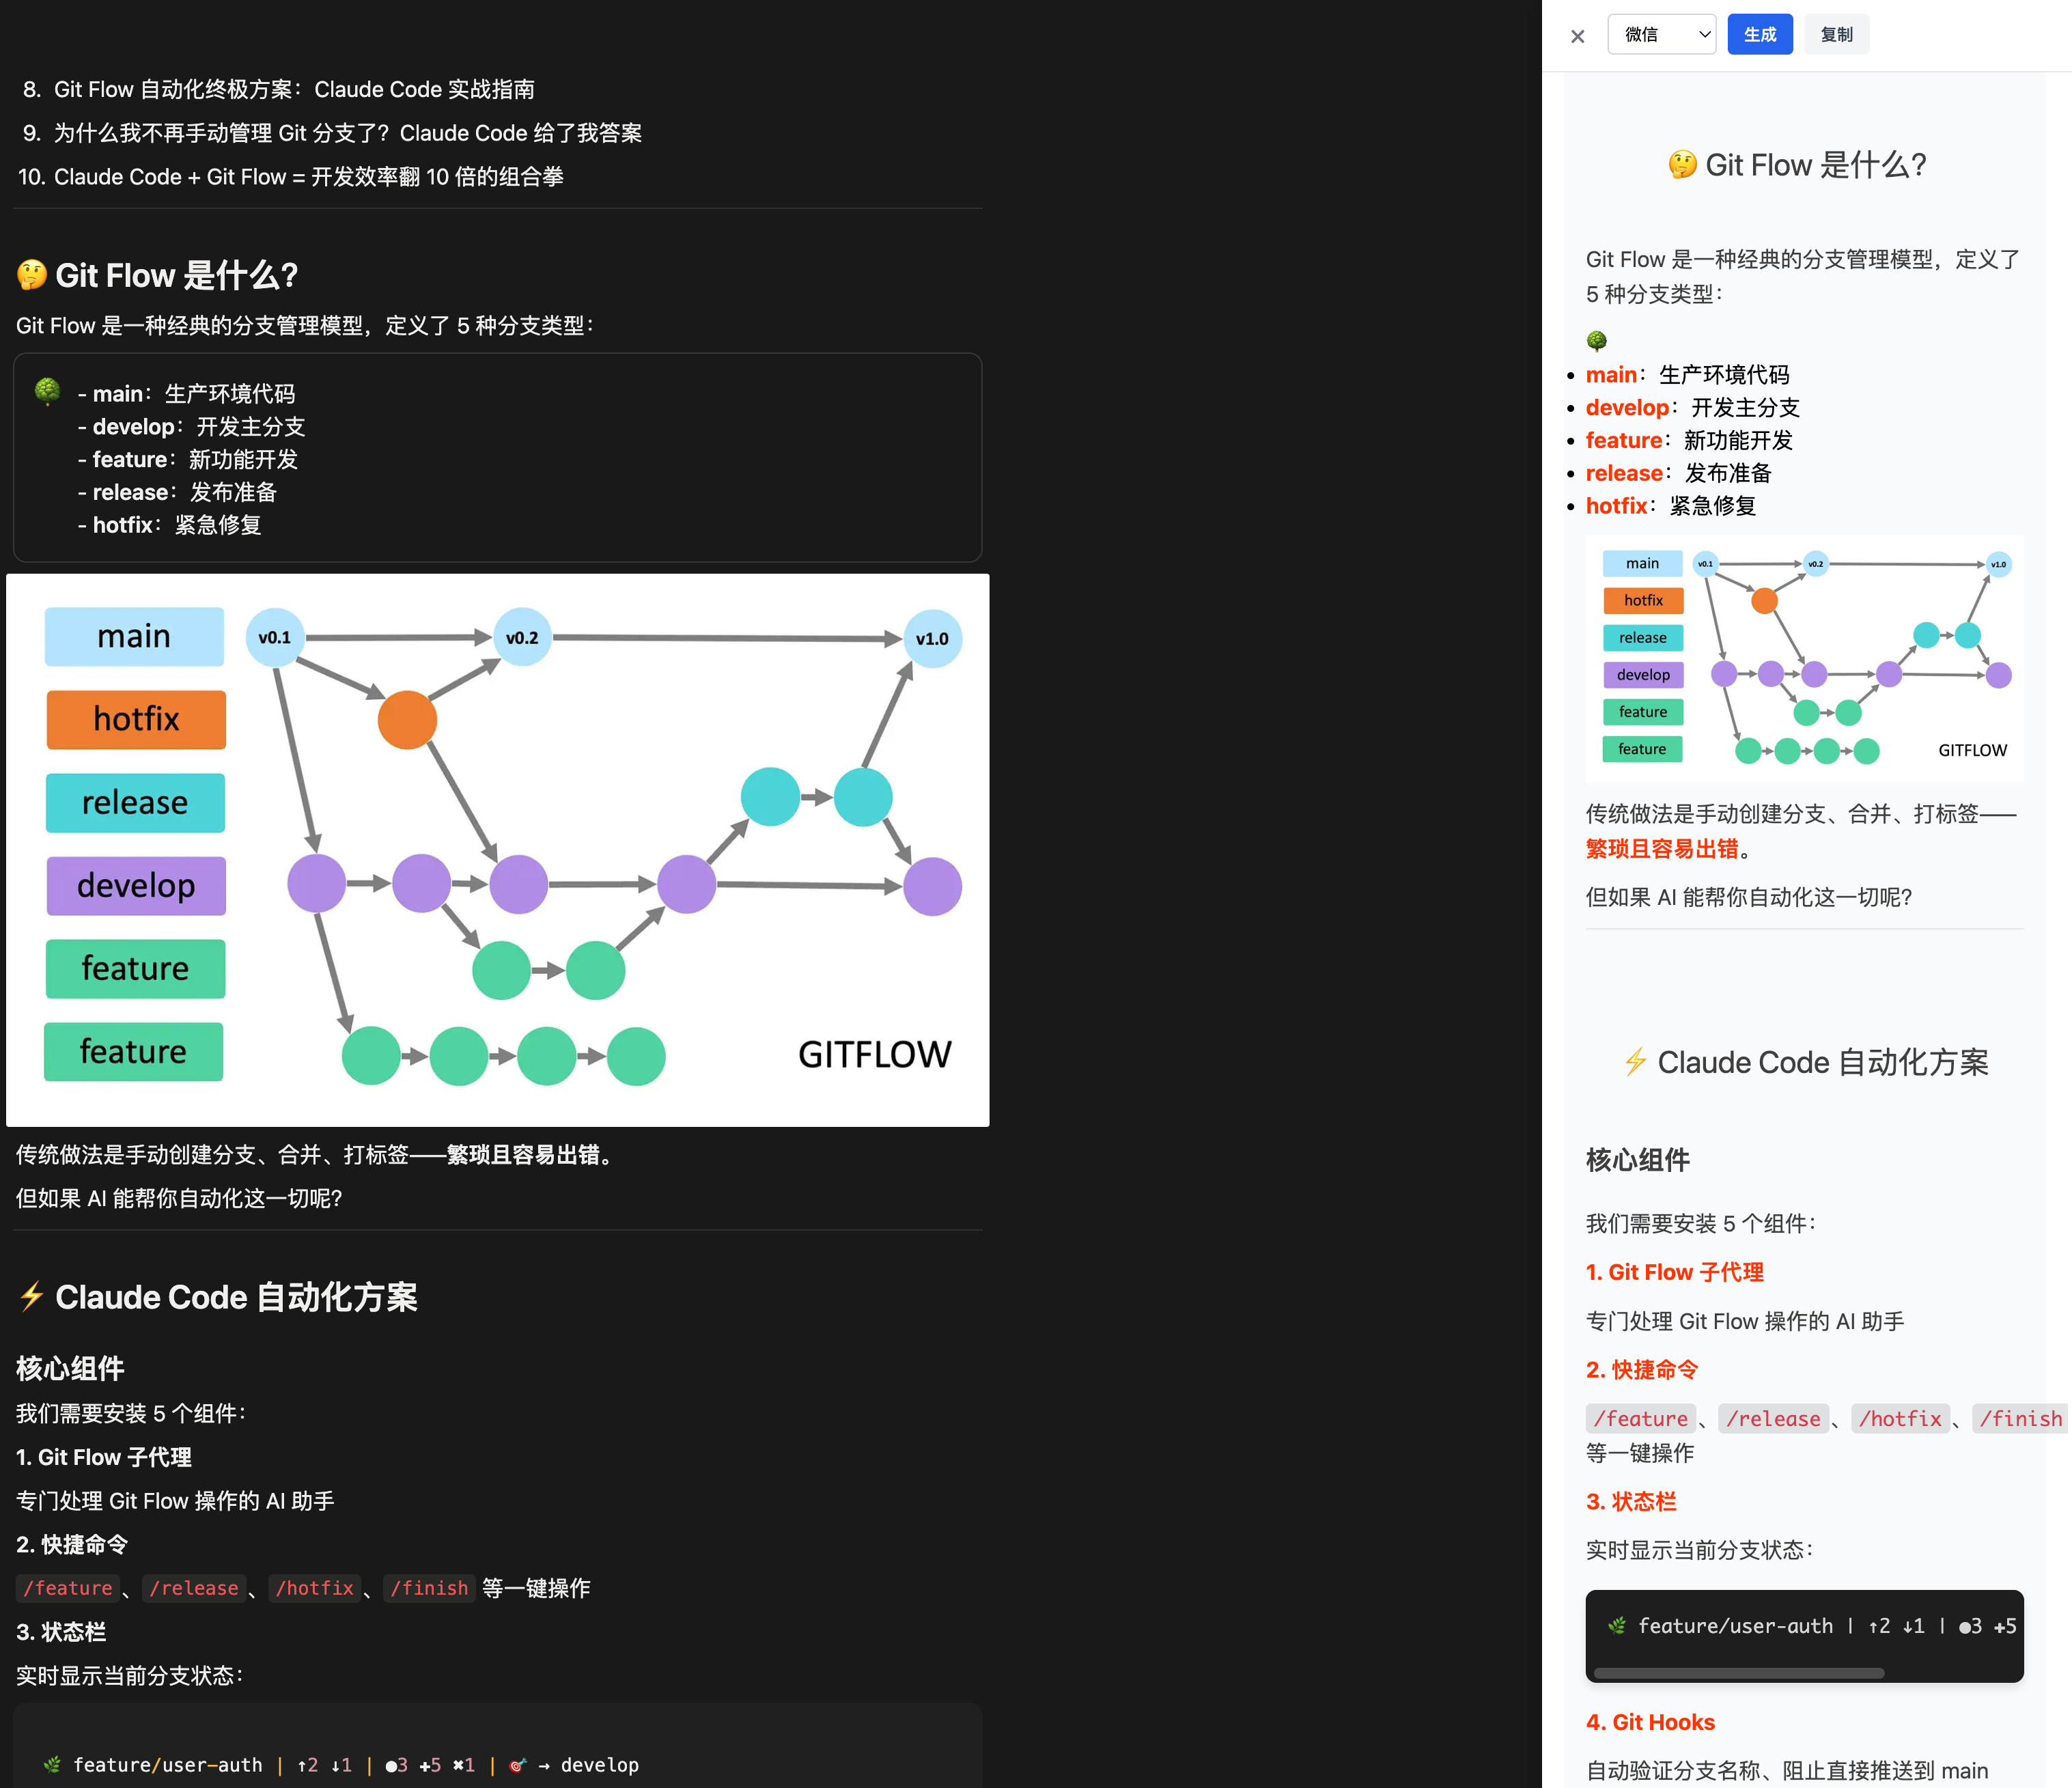 8. Git Flow 自动化终极方案：Claude Code 实战指南
9. 为什么我不再手动管理 Git 分支了？Claude Code 给了我答案
10. Claude Code + Git Flow = 开发效率翻 10 倍的组合拳
🤔 Git Flow 是什么？
Git Flow 是一种经典的分支管理模型，定义了 5 种分支类型：
🌳 - main：生产环境代码
- develop：开发主分支
- feature：新功能开发
- release：发布准备
- hotfix：紧急修复
main
v0.1
v0.2
v1.0
hotfix
release
develop
feature
feature
GITFLOW
传统做法是手动创建分支、合并、打标签——繁琐且容易出错。
但如果 AI 能帮你自动化这一切呢？
⚡ Claude Code 自动化方案
核心组件
我们需要安装 5 个组件：
1. Git Flow 子代理
专门处理 Git Flow 操作的 AI 助手
2. 快捷命令
/feature、/release、/hotfix、/finish 等一键操作
3. 状态栏
实时显示当前分支状态：
🌿 feature/user-auth | ↑2 ↓1 | ●3 ✚5 ✖1 | 🎯 → develop
× 微信 生成 复制
🤔 Git Flow 是什么？
Git Flow 是一种经典的分支管理模型，定义了
5 种分支类型：
🌳
• main：生产环境代码
• develop：开发主分支
• feature：新功能开发
• release：发布准备
• hotfix：紧急修复
main
v0.1
v0.2
v1.0
hotfix
release
develop
feature
feature
GITFLOW
传统做法是手动创建分支、合并、打标签——
繁琐且容易出错。
但如果 AI 能帮你自动化这一切呢？
⚡ Claude Code 自动化方案
核心组件
我们需要安装 5 个组件：
1. Git Flow 子代理
专门处理 Git Flow 操作的 AI 助手
2. 快捷命令
/feature、/release、/hotfix、/finish
等一键操作
3. 状态栏
实时显示当前分支状态：
🌿 feature/user-auth | ↑2 ↓1 | ●3 ✚5
4. Git Hooks
自动验证分支名称、阻止直接推送到 main